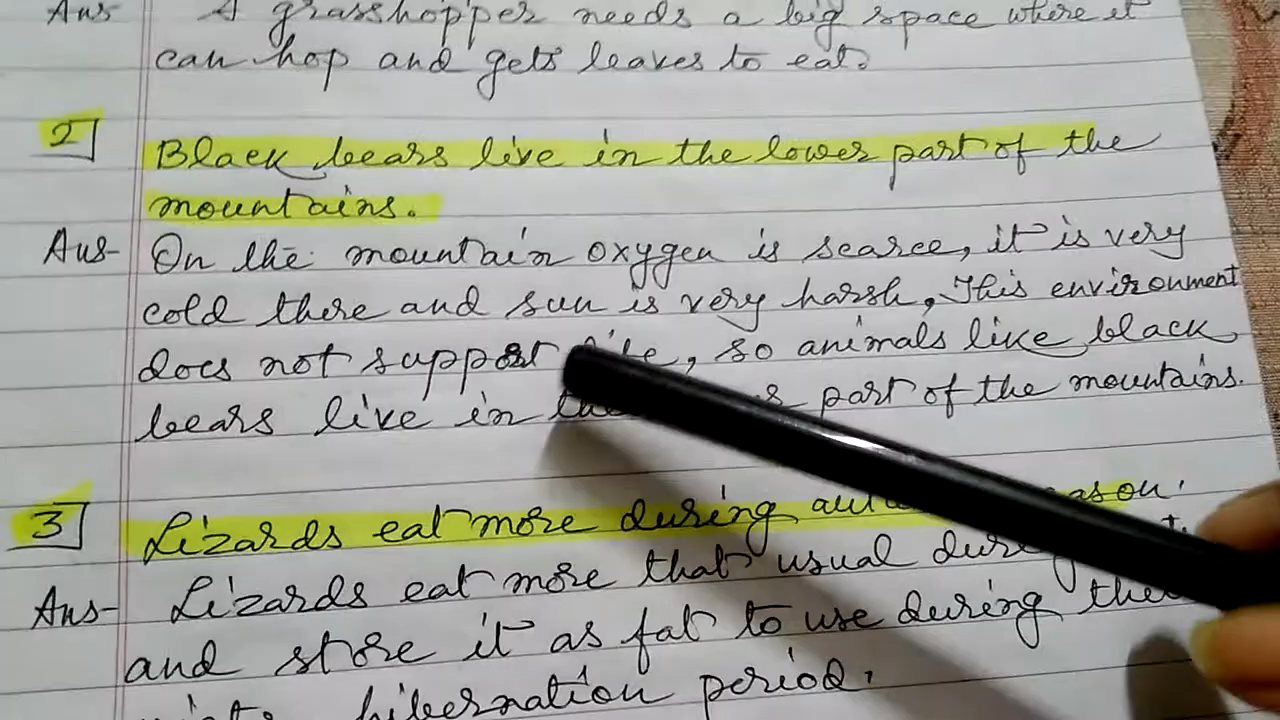 Ans A grasshopper needs a big space where it
can hop and gets leaves to eat.
2 Black bears live in the lower part of the
mountains.
Ans- On the mountain oxygen is scarce, it is very
cold there and sun is very harsh, This environment
does not support life, so animals like black
bears live in part of the mountains.
3 Lizards eat more during
Ans- Lizards eat more that usual
and store it as fat to use during
hibernation period.